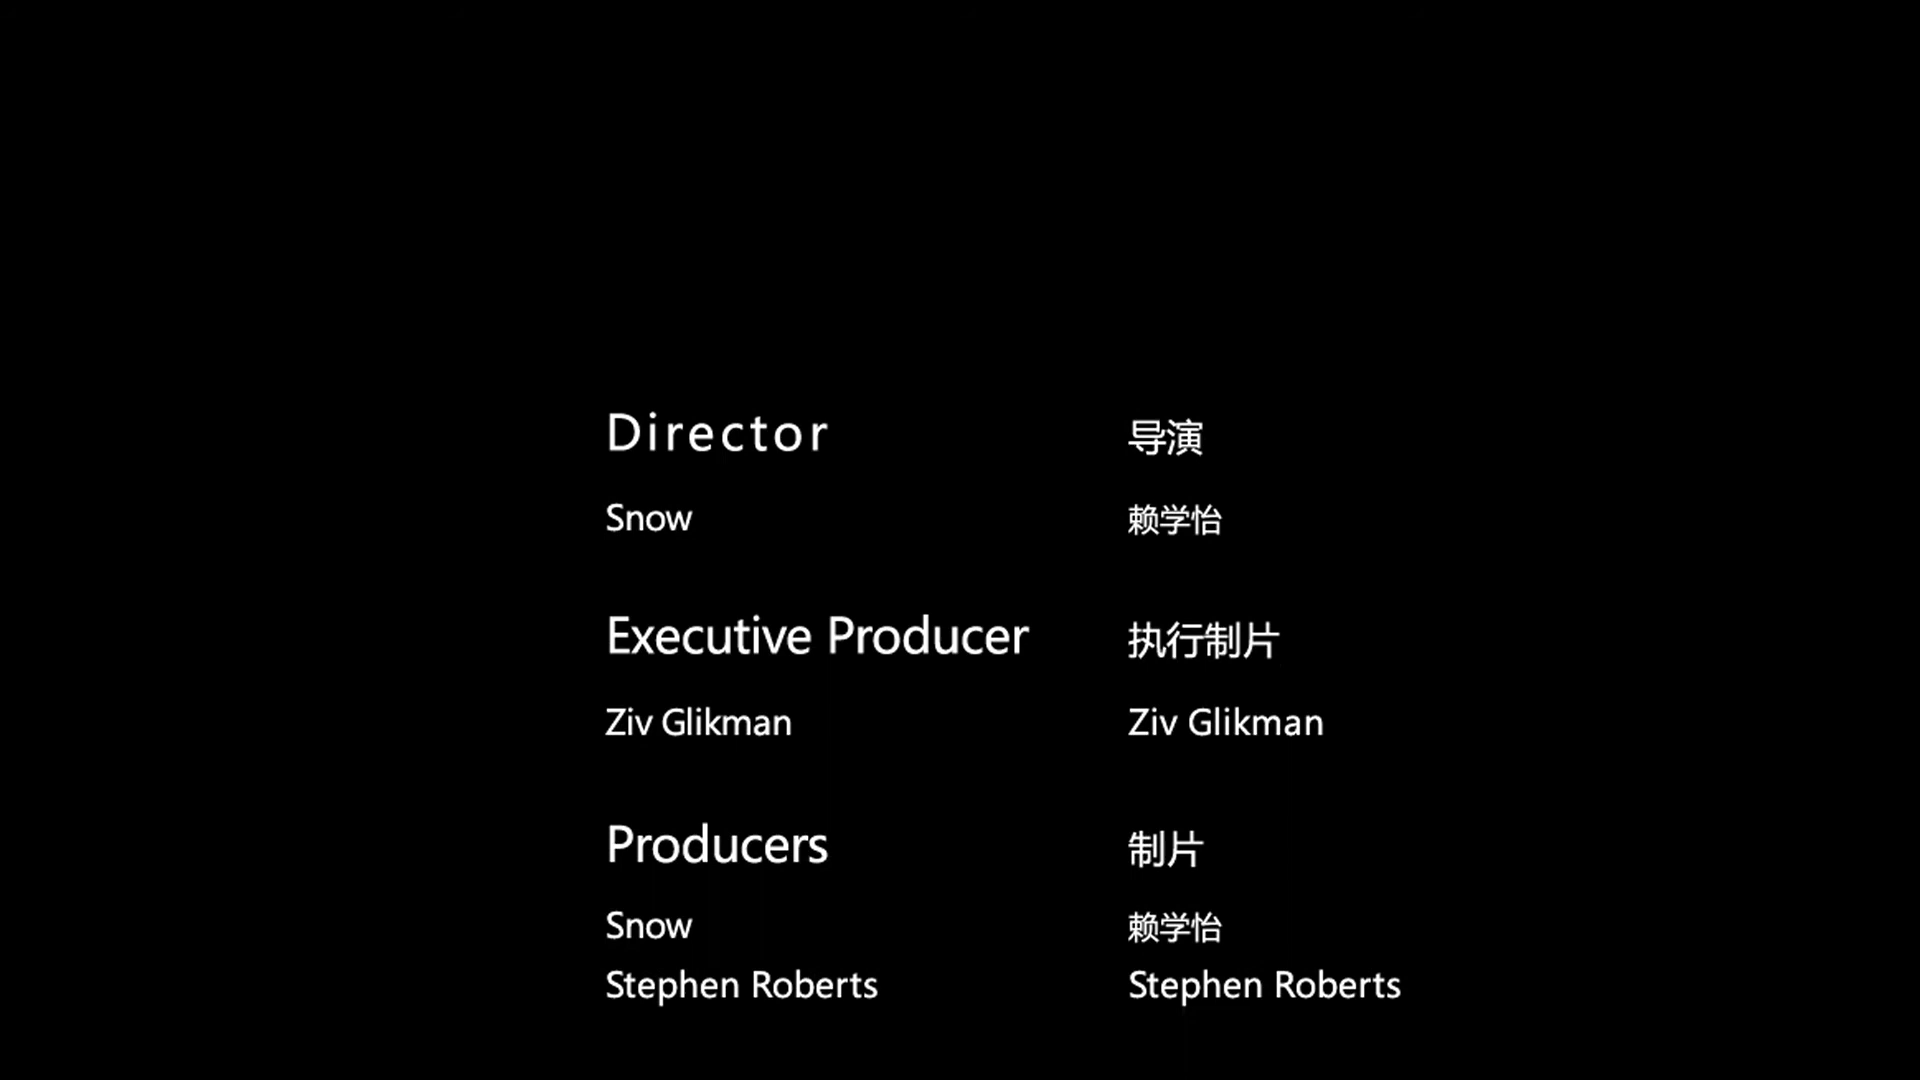 Director 导演
Snow 赖学怡
Executive Producer 执行制片
Ziv Glikman Ziv Glikman
Producers 制片
Snow 赖学怡
Stephen Roberts Stephen Roberts